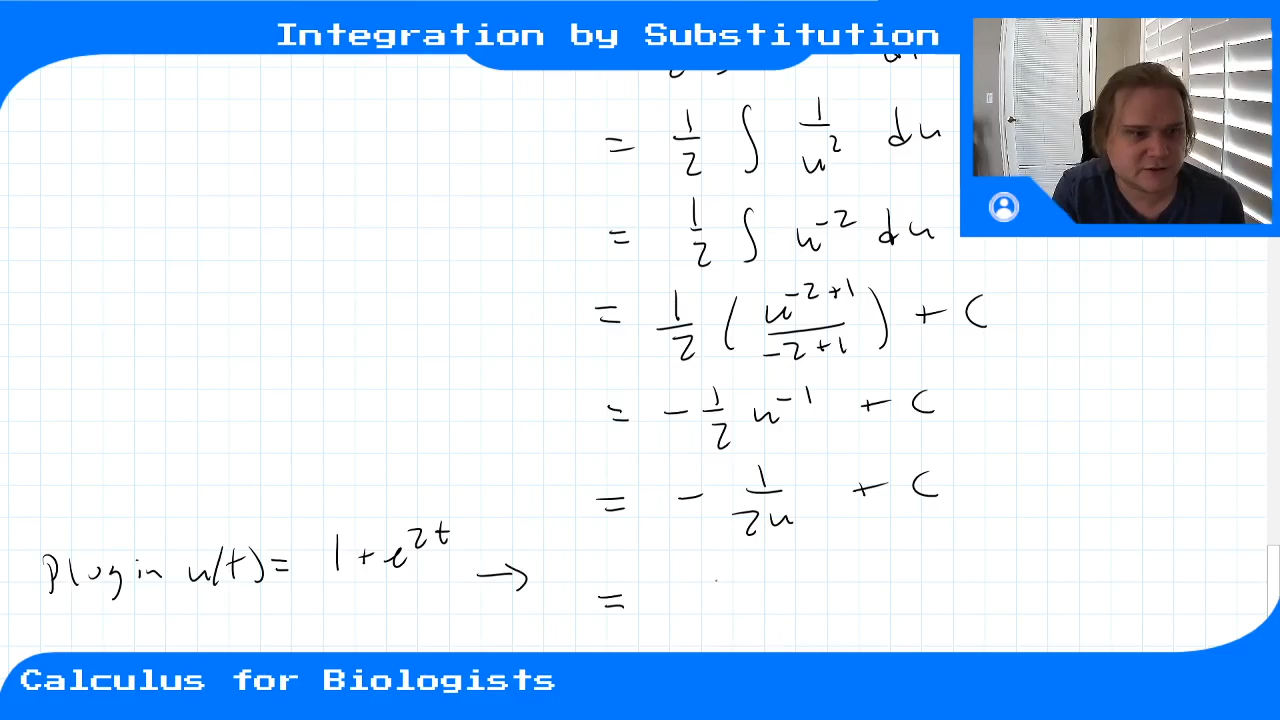 Integration by Substitution
= 1/2 ∫ 1/u² du
= 1/2 ∫ u⁻² du
= 1/2 (u⁻²⁺¹/-2+1) + C
= - 1/2 u⁻¹ + C
= - 1/2u + C
Plug in u(t) = 1 + e²ᵗ →
=
Calculus for Biologists